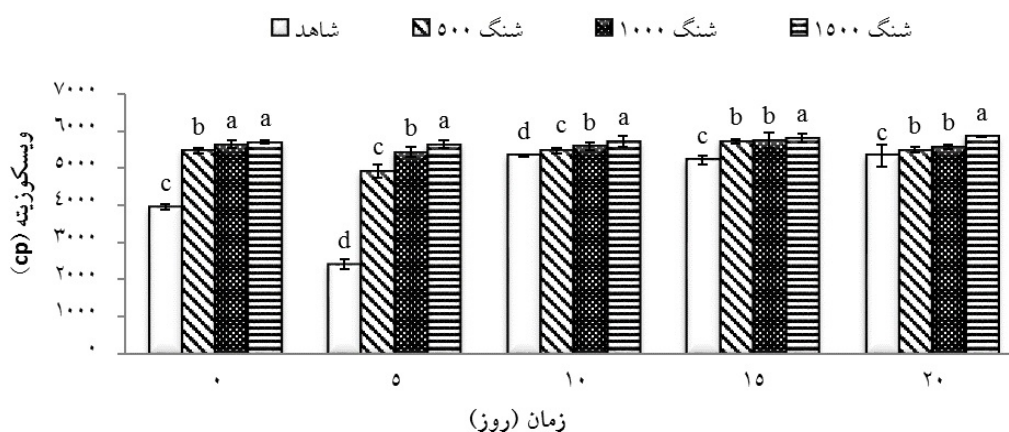 شاهد شنگ ۵۰۰ شنگ ۱۰۰۰ شنگ ۱۵۰۰
ویسکوزیته (cp)
۷۰۰۰
۶۰۰۰
۵۰۰۰
۴۰۰۰
۳۰۰۰
۲۰۰۰
۱۰۰۰
۰
c b a a
d c b a
d c b a
c b b a
c b b a
۰ ۵ ۱۰ ۱۵ ۲۰
زمان (روز)